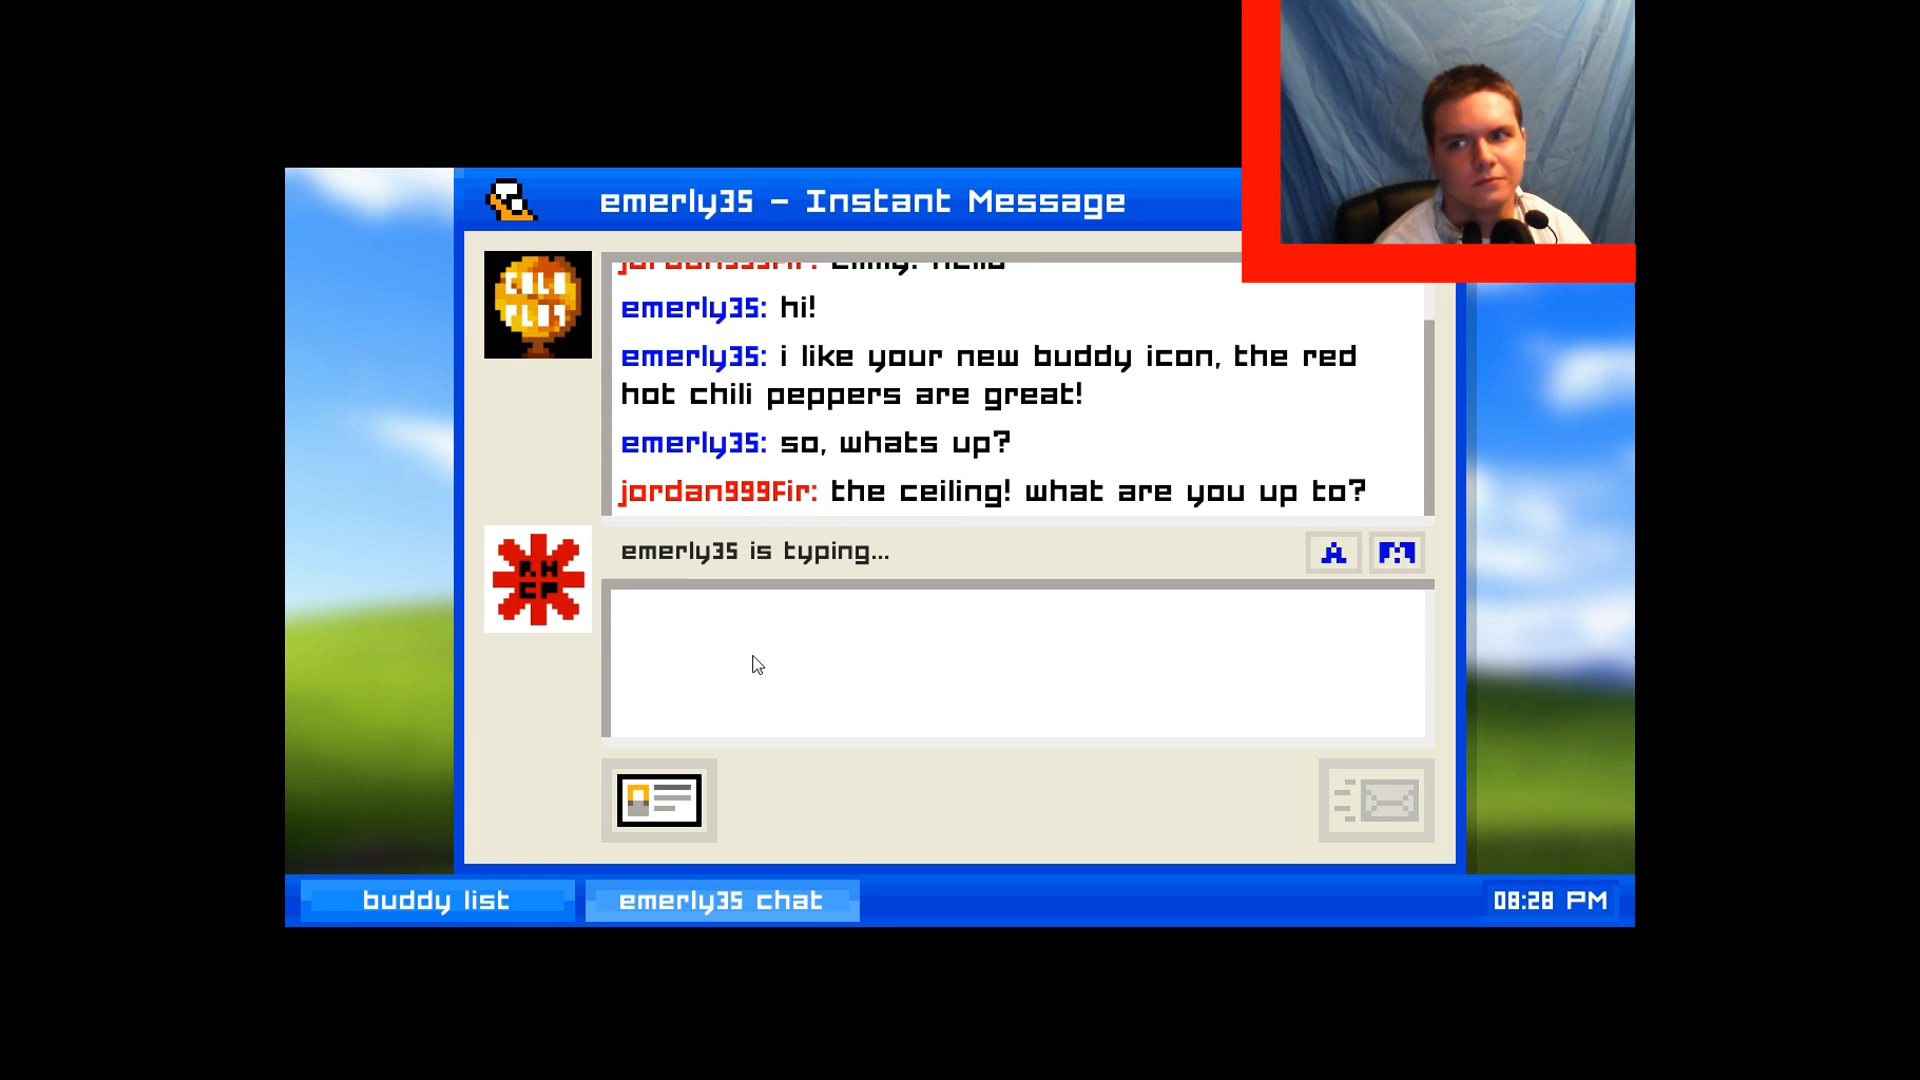 emerly35 - Instant Message
emerly35: hi!
emerly35: i like your new buddy icon, the red
hot chili peppers are great!
emerly35: so, whats up?
jordan999Fir: the ceiling! what are you up to?
emerly35 is typing...
A
RH
CP
buddy list
emerly35 chat
08:28 PM